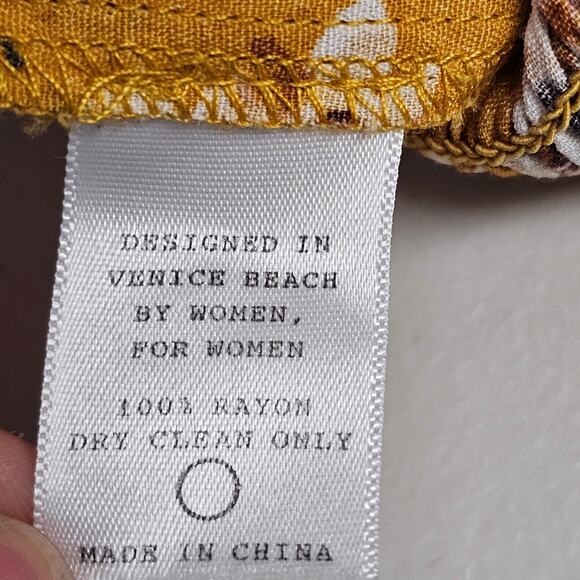 DESIGNED IN
VENICE BEACH
BY WOMEN,
FOR WOMEN
100% RAYON
DRY CLEAN ONLY
MADE IN CHINA